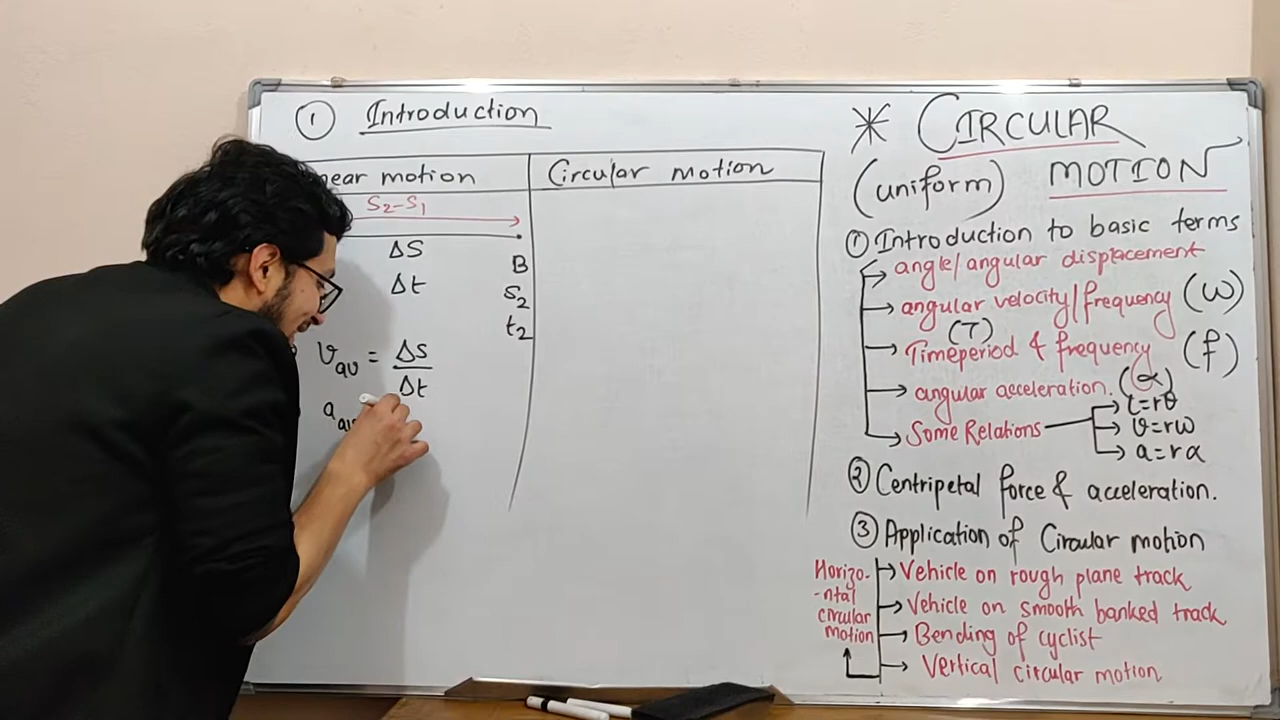 ① Introduction
near motion
Circular motion
S₂-S₁
ΔS
B
Δt
S₂
t₂
v_av = ΔS/Δt
a_av
* CIRCULAR
(uniform) MOTION
① Introduction to basic terms
→ angle/angular displacement
→ angular velocity/frequency (ω)
→ Timeperiod & frequency (T) (f)
→ angular acceleration. (α)
→ Some Relations
→ l=rθ
→ v=rω
→ a=rα
② Centripetal force & acceleration.
③ Application of Circular motion
Horizo-
-ntal
circular
motion
→ Vehicle on rough plane track
→ Vehicle on smooth banked track
→ Bending of cyclist
→ Vertical circular motion